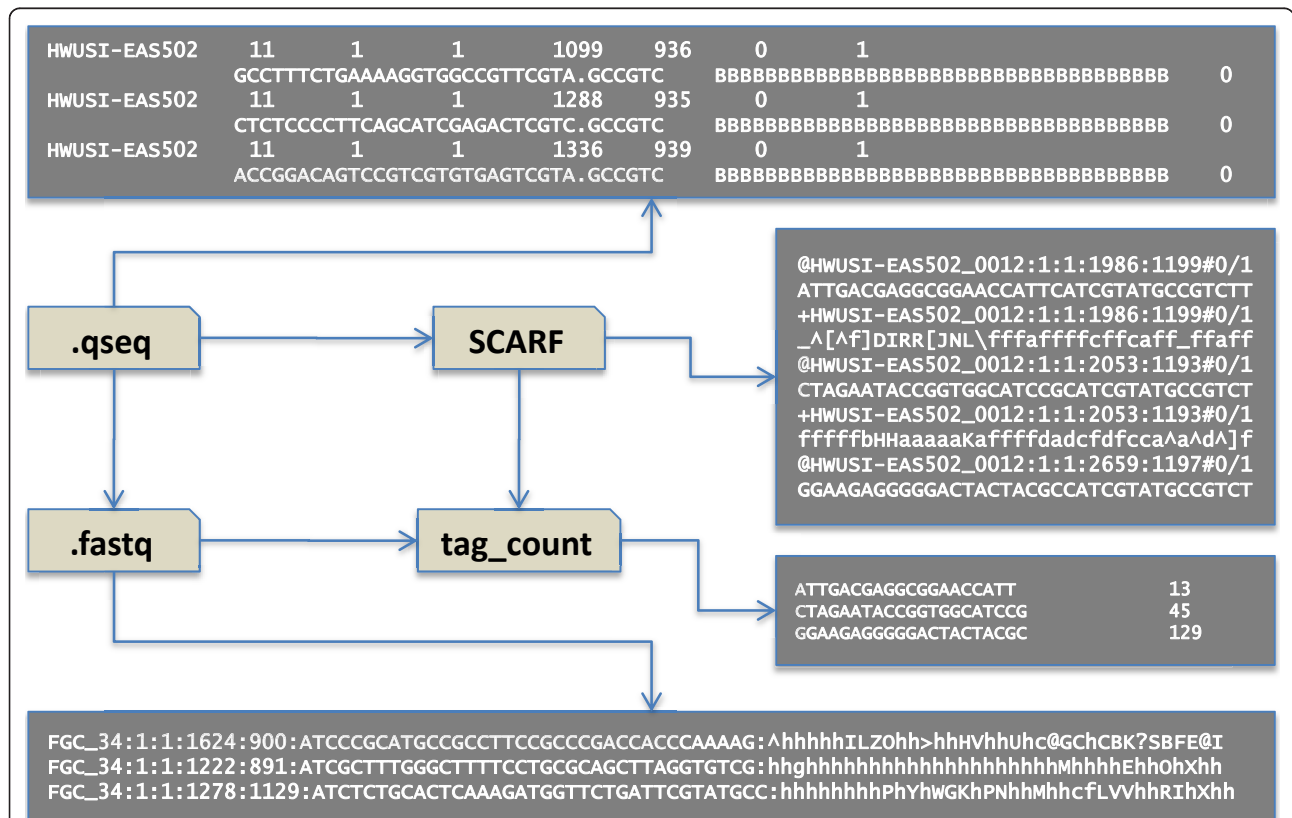 HWUSI-EAS502 11 1 1 1099 936 0 1
GCCTTTCTGAAAAGGTGGCCGTTCGTA.GCCGTC BBBBBBBBBBBBBBBBBBBBBBBBBBBBBBBBBBBB 0
HWUSI-EAS502 11 1 1 1288 935 0 1
CTCTCCCCTTCAGCATCGAGACTCGTC.GCCGTC BBBBBBBBBBBBBBBBBBBBBBBBBBBBBBBBBBBB 0
HWUSI-EAS502 11 1 1 1336 939 0 1
ACCGGACAGTCCGTCGTGTGAGTCGTA.GCCGTC BBBBBBBBBBBBBBBBBBBBBBBBBBBBBBBBBBBB 0
@HWUSI-EAS502_0012:1:1:1986:1199#0/1
ATTGACGAGGCGGAACCATTCATCGTATGCCGTCTT
+HWUSI-EAS502_0012:1:1:1986:1199#0/1
_^[^f]DIRR[JNL\fffaffffcffcaff_ffaff
@HWUSI-EAS502_0012:1:1:2053:1193#0/1
CTAGAATACCGGTGGCATCCGCATCGTATGCCGTCT
+HWUSI-EAS502_0012:1:1:2053:1193#0/1
fffffbHHaaaaaKaffffdadcfdfcca^a^d^]f
@HWUSI-EAS502_0012:1:1:2659:1197#0/1
GGAAGAGGGGGACTACTACGCCATCGTATGCCGTCT
.qseq
SCARF
.fastq
tag_count
ATTGACGAGGCGGAACCATT 13
CTAGAATACCGGTGGCATCCG 45
GGAAGAGGGGGACTACTACGC 129
FGC_34:1:1:1624:900:ATCCCGCATGCCGCCTTCCGCCCGACCACCCAAAAG:^hhhhhILZOhh>hhHVhhUhc@GChCBK?SBFE@I
FGC_34:1:1:1222:891:ATCGCTTTGGGCTTTTCCTGCGCAGCTTAGGTGTCG:hhghhhhhhhhhhhhhhhhhhhhMhhhhEhhOhXhh
FGC_34:1:1:1278:1129:ATCTCTGCACTCAAAGATGGTTCTGATTCGTATGCC:hhhhhhhhPhYhWGKhPNhhMhhcfLVVhhRIhXhh